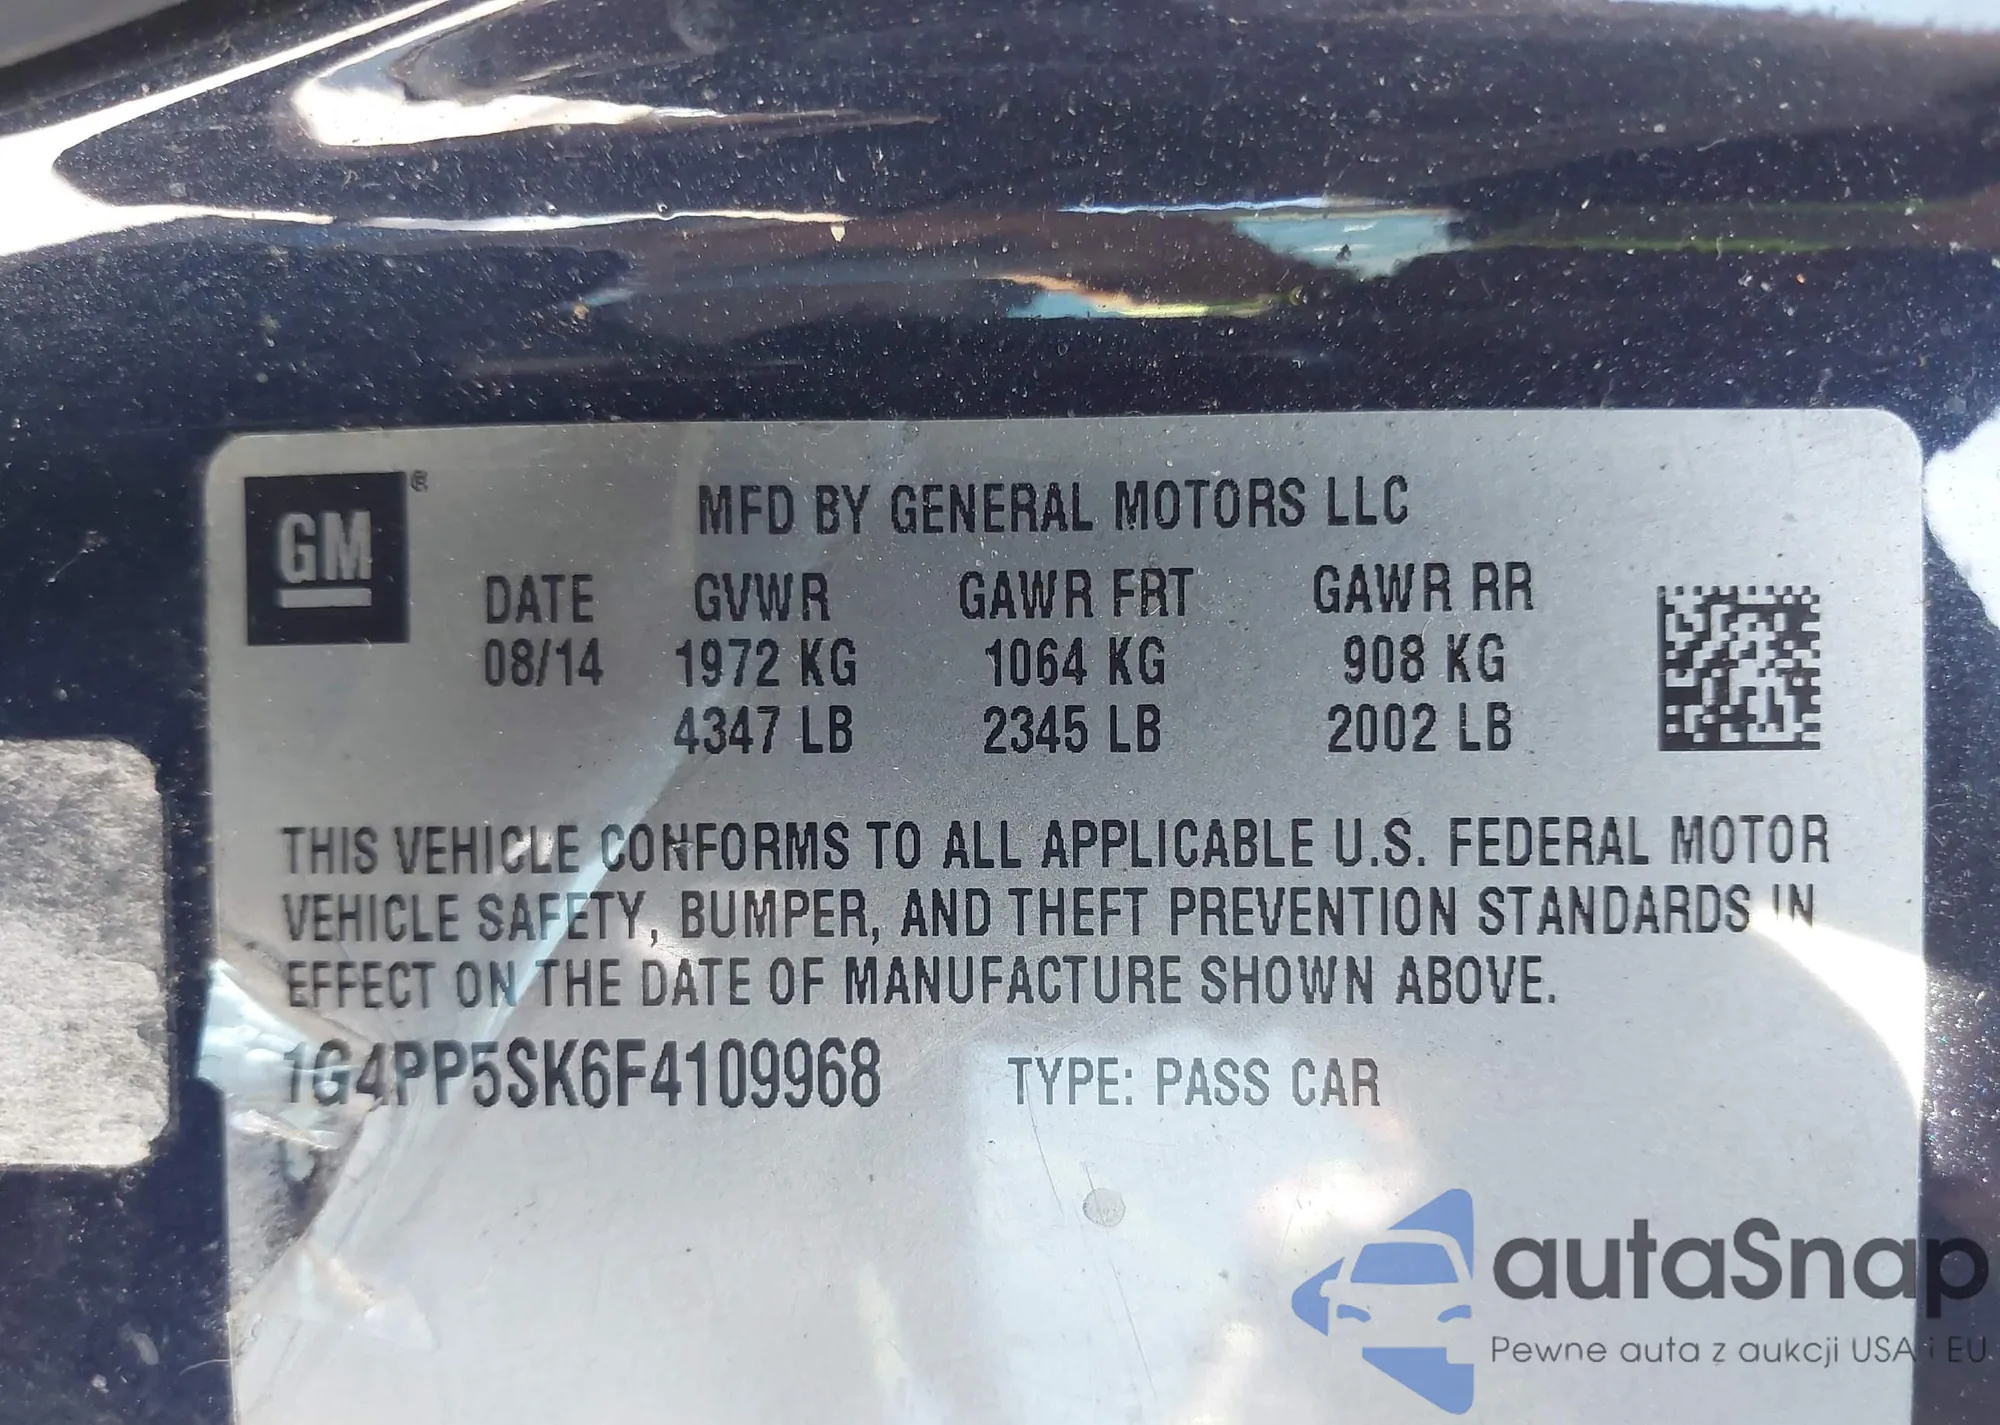 GM ®
MFD BY GENERAL MOTORS LLC
DATE GVWR GAWR FRT GAWR RR
08/14 1972 KG 1064 KG 908 KG
4347 LB 2345 LB 2002 LB
THIS VEHICLE CONFORMS TO ALL APPLICABLE U.S. FEDERAL MOTOR
VEHICLE SAFETY, BUMPER, AND THEFT PREVENTION STANDARDS IN
EFFECT ON THE DATE OF MANUFACTURE SHOWN ABOVE.
1G4PP5SK6F4109968 TYPE: PASS CAR
autaSnap
Pewne auta z aukcji USA i EU